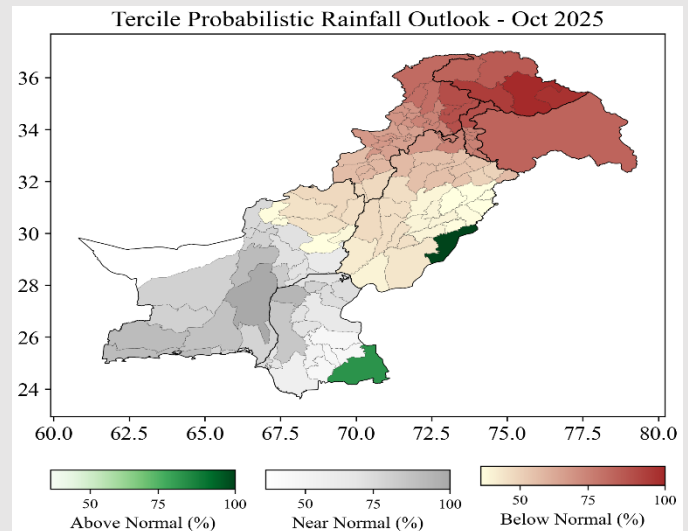 Tercile Probabilistic Rainfall Outlook - Oct 2025
36
34
32
30
28
26
24
60.0 62.5 65.0 67.5 70.0 72.5 75.0 77.5 80.0
50 75 100 50 75 100 50 75 100
Above Normal (%) Near Normal (%) Below Normal (%)